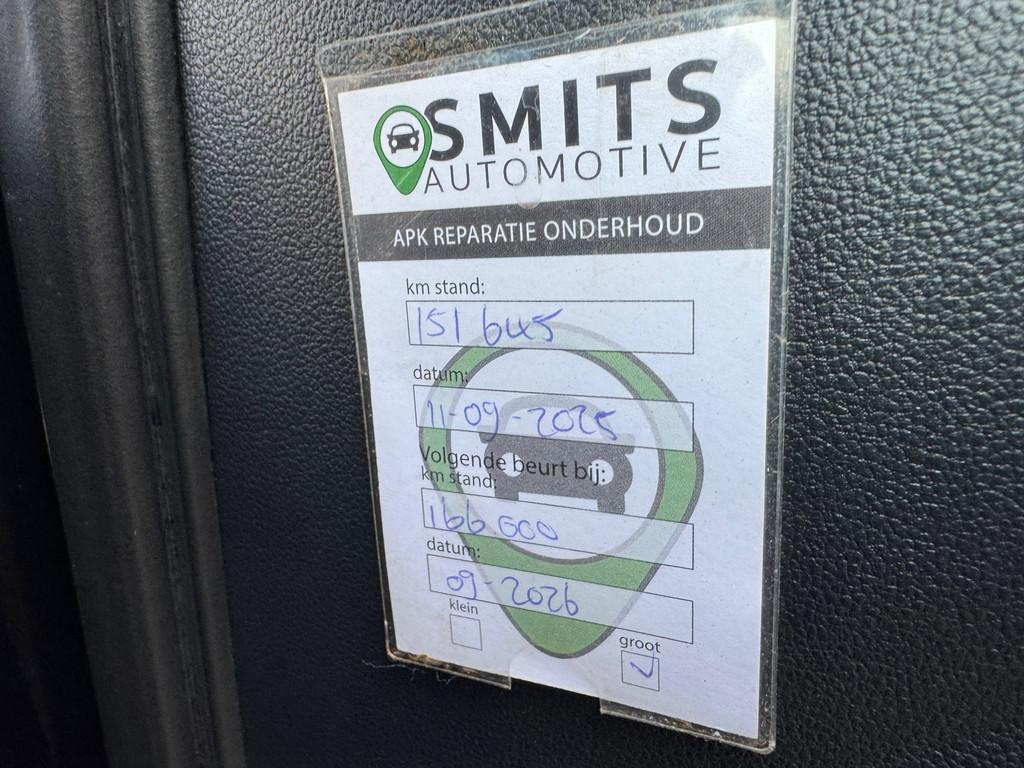 SMITS
AUTOMOTIVE
APK REPARATIE ONDERHOUD
km stand:
151 645
datum:
11-09-2025
Volgende beurt bij:
km stand:
166 000
datum:
09-2026
klein
groot